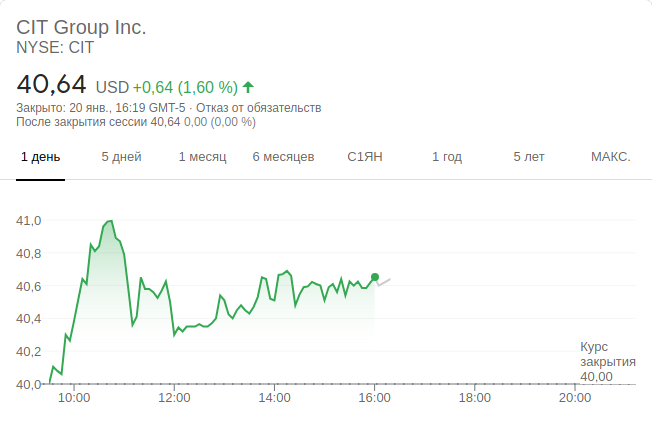 CIT Group Inc.
NYSE: CIT
40,64 USD +0,64 (1,60 %)
Закрыто: 20 янв., 16:19 GMT-5 · Отказ от обязательств
После закрытия сессии 40,64 0,00 (0,00 %)
1 день 5 дней 1 месяц 6 месяцев С1ЯН 1 год 5 лет МАКС.
41,0
40,8
40,6
40,4
40,2
40,0
Курс
закрытия
40,00
10:00 12:00 14:00 16:00 18:00 20:00